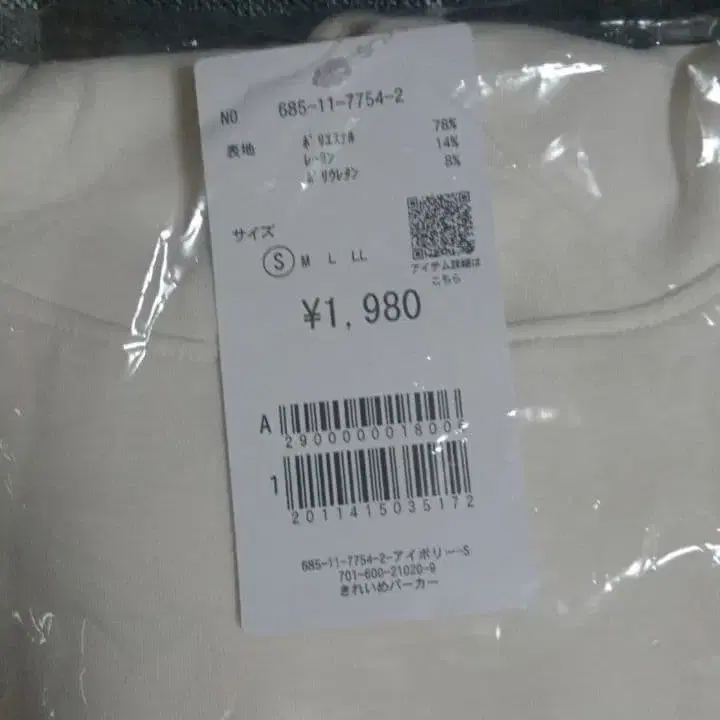 NO 685-11-7754-2
表地 ポリエステル 78%
レーヨン 14%
ポリウレタン 8%
サイズ
S M L LL
アイテム詳細は
こちら
¥1,980
A
290000001800
1
2011415035172
685-11-7754-2-アイボリー-S
701-600-21020-9
きれいめパーカー